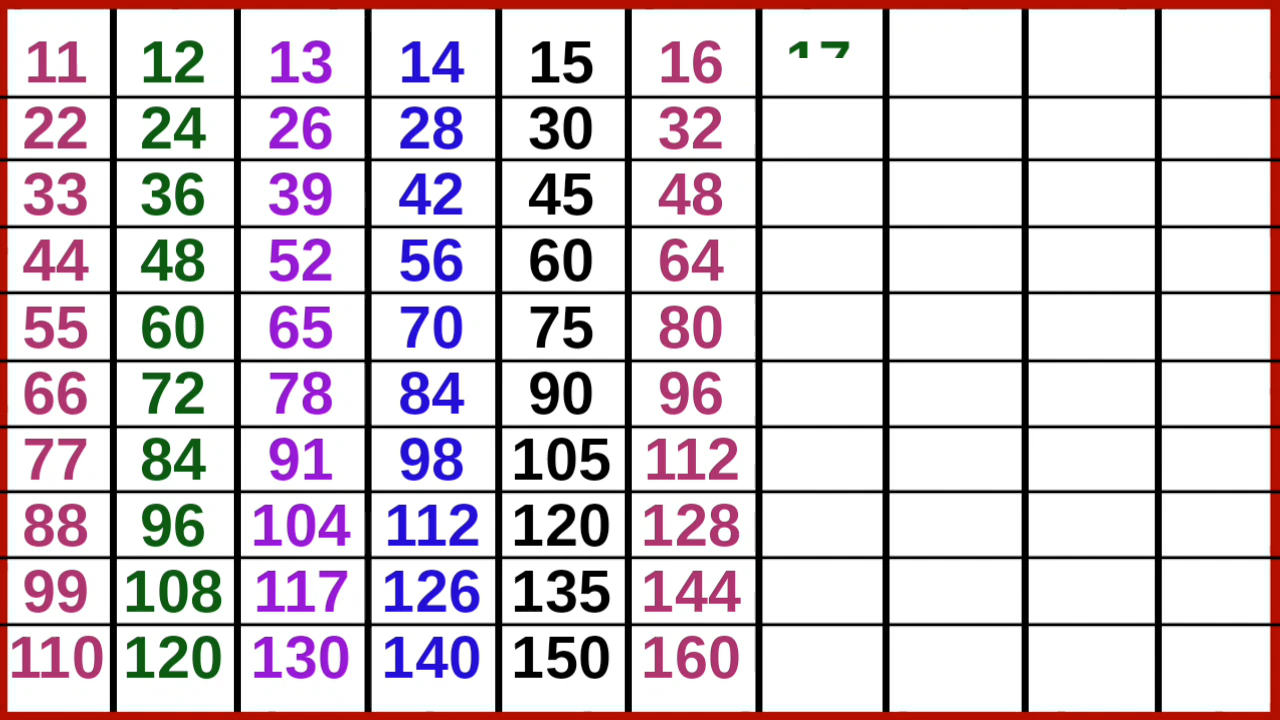 11 12 13 14 15 16 17
22 24 26 28 30 32
33 36 39 42 45 48
44 48 52 56 60 64
55 60 65 70 75 80
66 72 78 84 90 96
77 84 91 98 105 112
88 96 104 112 120 128
99 108 117 126 135 144
110 120 130 140 150 160